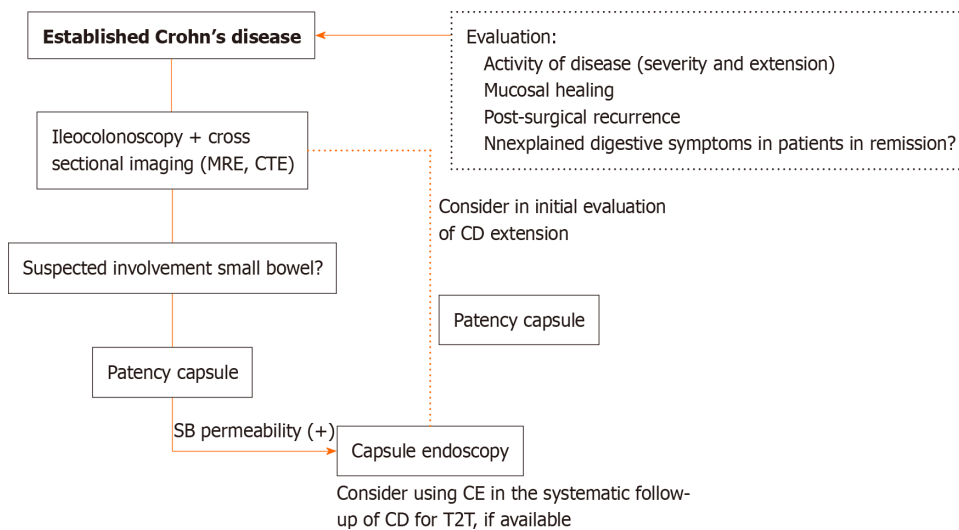 Established Crohn’s disease
Evaluation:
Activity of disease (severity and extension)
Mucosal healing
Post-surgical recurrence
Nnexplained digestive symptoms in patients in remission?
Ileocolonoscopy + cross
sectional imaging (MRE, CTE)
Consider in initial evaluation
of CD extension
Suspected involvement small bowel?
Patency capsule
Patency capsule
SB permeability (+)
Capsule endoscopy
Consider using CE in the systematic follow-
up of CD for T2T, if available